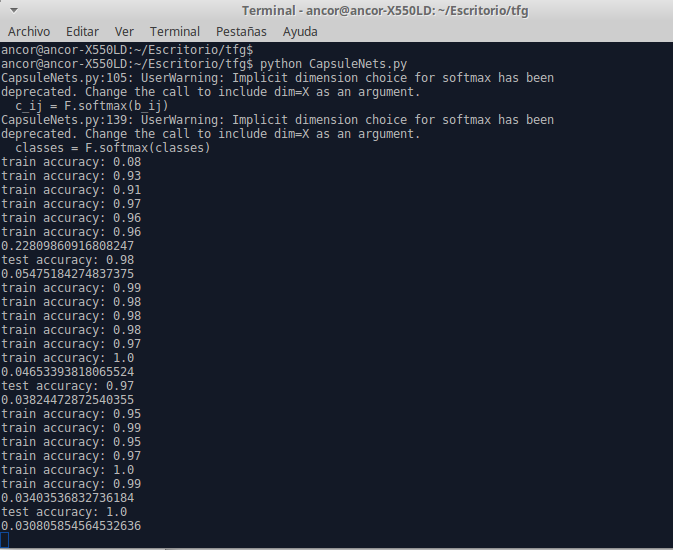 Terminal - ancor@ancor-X550LD: ~/Escritorio/tfg
Archivo Editar Ver Terminal Pestañas Ayuda
ancor@ancor-X550LD:~/Escritorio/tfg$
ancor@ancor-X550LD:~/Escritorio/tfg$ python CapsuleNets.py
CapsuleNets.py:105: UserWarning: Implicit dimension choice for softmax has been
deprecated. Change the call to include dim=X as an argument.
  c_ij = F.softmax(b_ij)
CapsuleNets.py:139: UserWarning: Implicit dimension choice for softmax has been
deprecated. Change the call to include dim=X as an argument.
  classes = F.softmax(classes)
train accuracy: 0.08
train accuracy: 0.93
train accuracy: 0.91
train accuracy: 0.97
train accuracy: 0.96
train accuracy: 0.96
0.22809860916808247
test accuracy: 0.98
0.05475184274837375
train accuracy: 0.99
train accuracy: 0.98
train accuracy: 0.98
train accuracy: 0.98
train accuracy: 0.97
train accuracy: 1.0
0.04653393818065524
test accuracy: 0.97
0.03824472872540355
train accuracy: 0.95
train accuracy: 0.99
train accuracy: 0.95
train accuracy: 0.97
train accuracy: 1.0
train accuracy: 0.99
0.03403536832736184
test accuracy: 1.0
0.030805854564532636